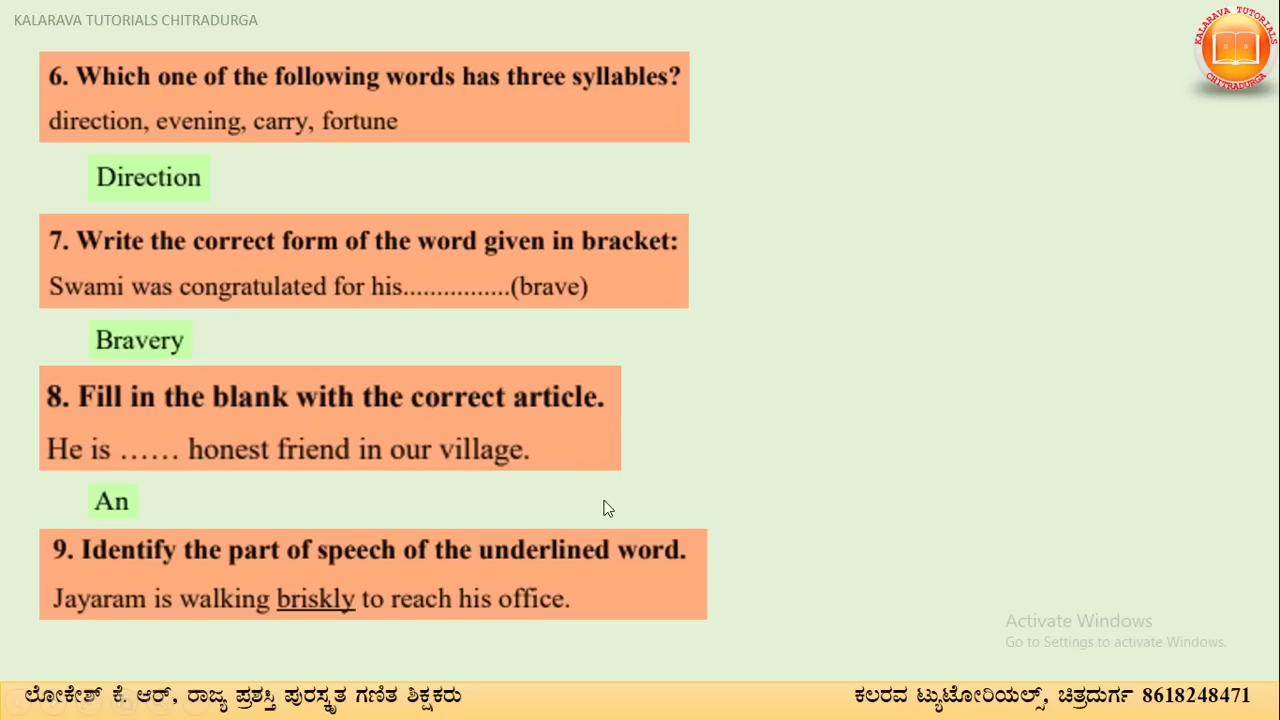 KALARAVA TUTORIALS CHITRADURGA
KALARAVA TUTORIALS
CHITRADURGA
6. Which one of the following words has three syllables?
direction, evening, carry, fortune
Direction
7. Write the correct form of the word given in bracket:
Swami was congratulated for his................(brave)
Bravery
8. Fill in the blank with the correct article.
He is …… honest friend in our village.
An
9. Identify the part of speech of the underlined word.
Jayaram is walking briskly to reach his office.
Activate Windows
Go to Settings to activate Windows.
ಲೋಕೇಶ್ ಕೆ ಆರ್, ರಾಜ್ಯ ಪ್ರಶಸ್ತಿ ಪುರಸ್ಕೃತ ಗಣಿತ ಶಿಕ್ಷಕರು
ಕಲರವ ಟ್ಯುಟೋರಿಯಲ್ಸ್, ಚಿತ್ರದುರ್ಗ 8618248471